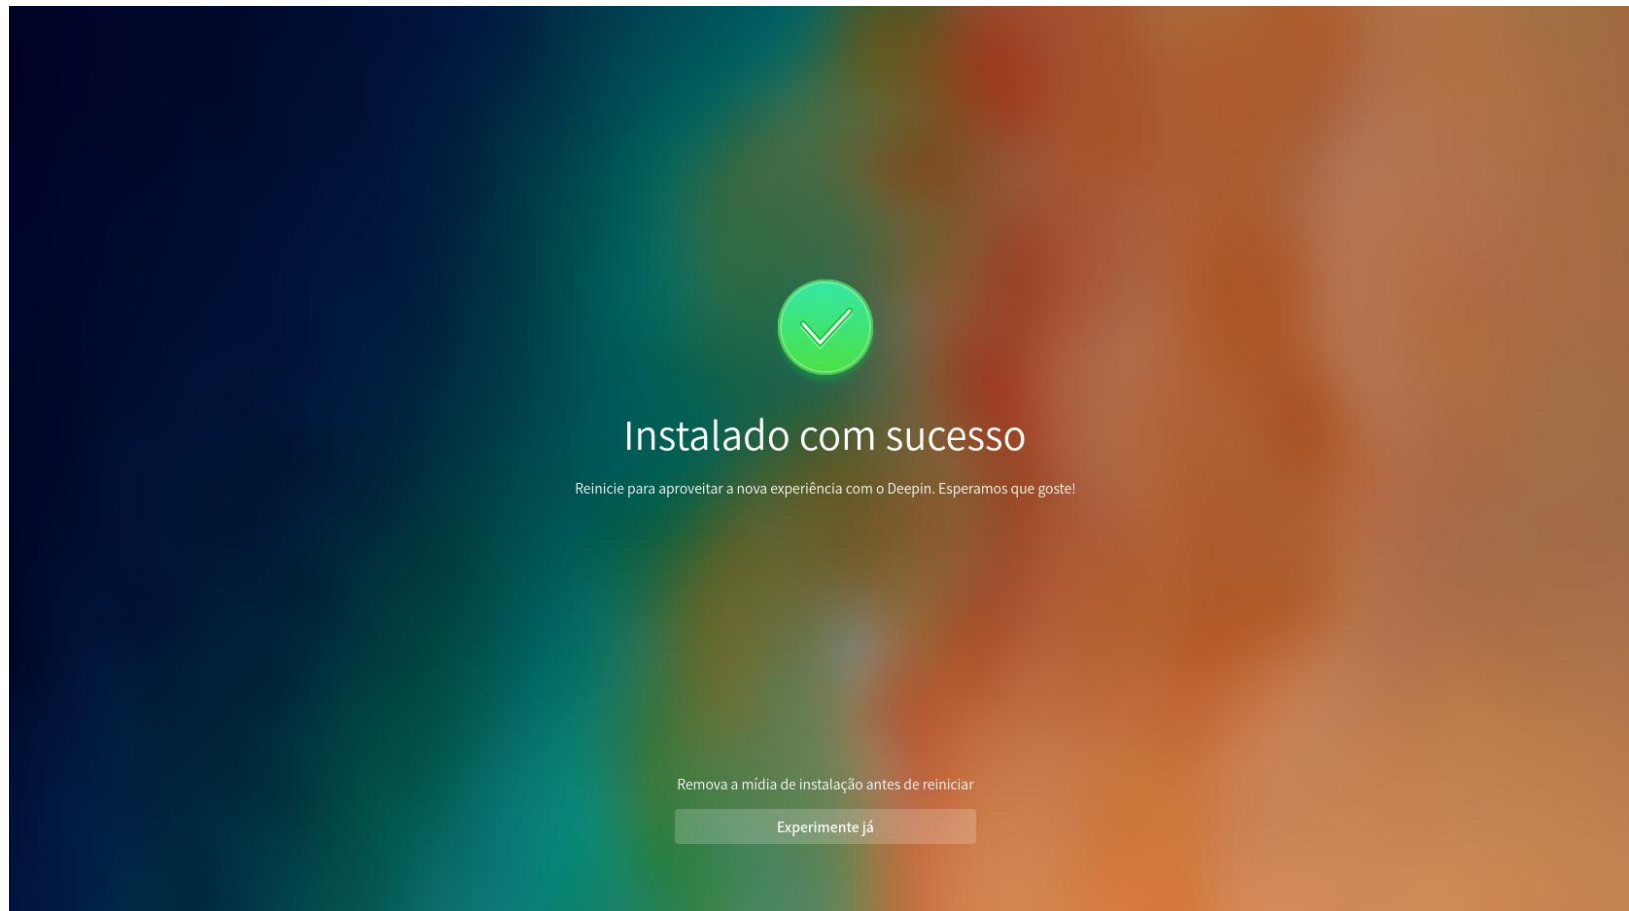 Instalado com sucesso
Reinicie para aproveitar a nova experiência com o Deepin. Esperamos que goste!
Remova a mídia de instalação antes de reiniciar
Experimente já